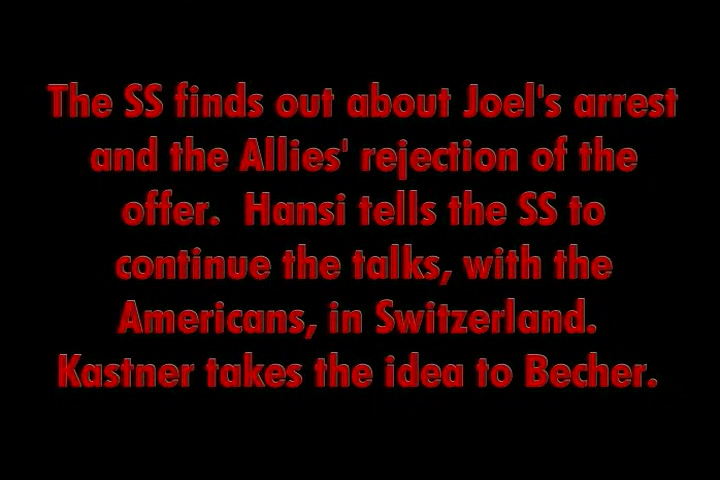 The SS finds out about Joel's arrest
and the Allies' rejection of the
offer.  Hansi tells the SS to
continue the talks, with the
Americans, in Switzerland.
Kastner takes the idea to Becher.